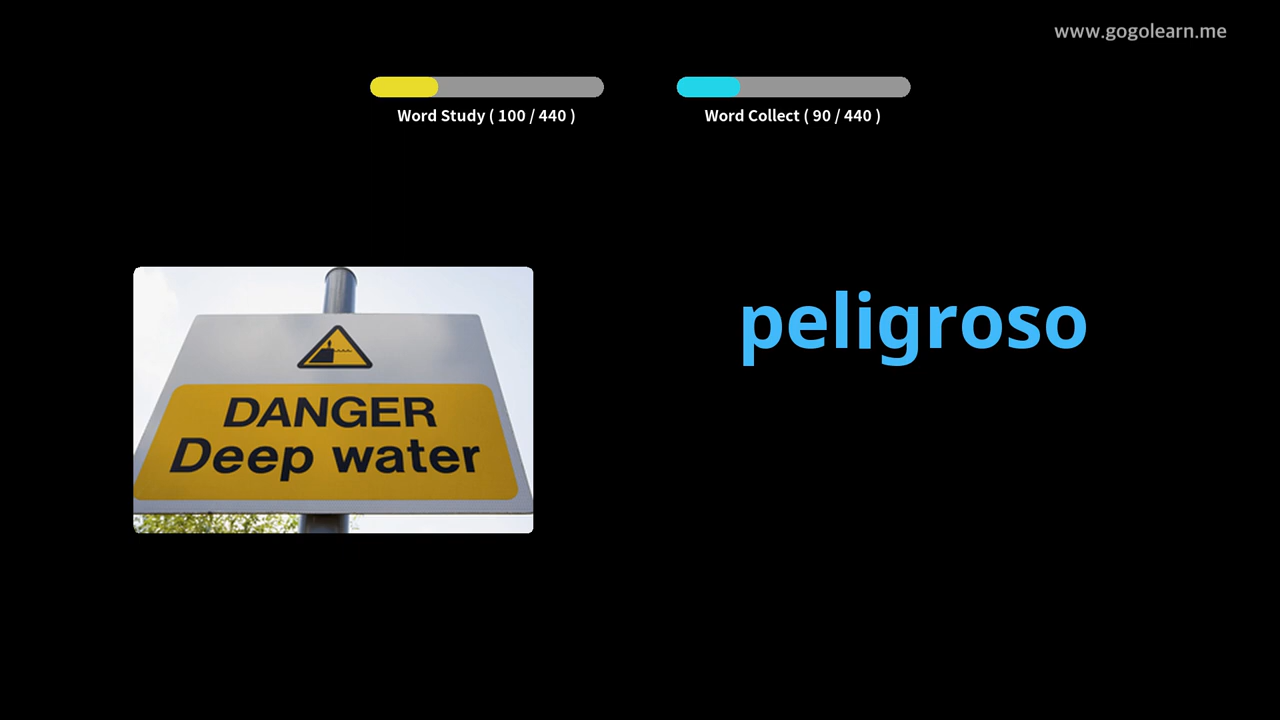 www.gogolearn.me
Word Study ( 100 / 440 )
Word Collect ( 90 / 440 )
DANGER
Deep water
peligroso